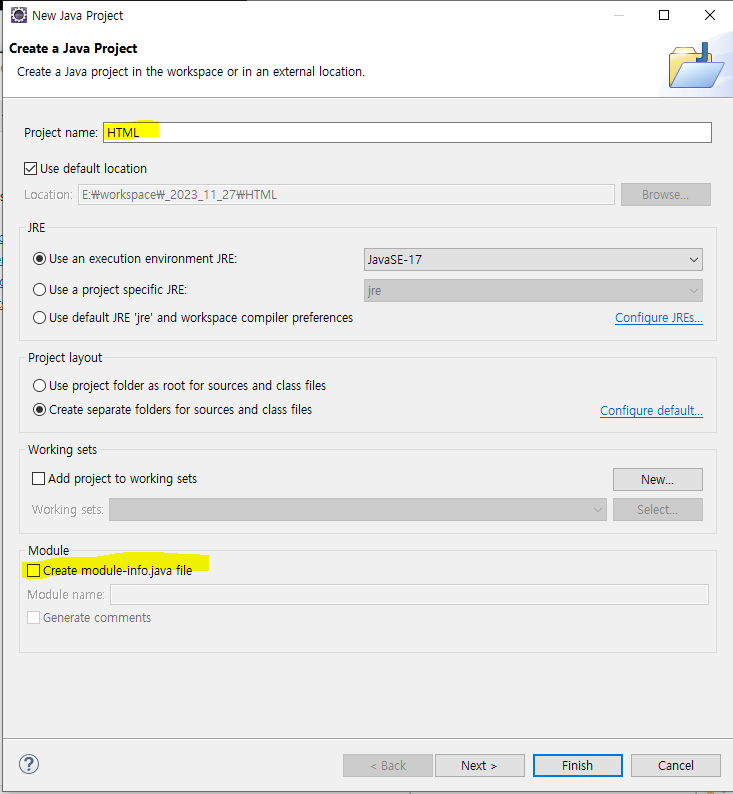 New Java Project
Create a Java Project
Create a Java project in the workspace or in an external location.
Project name: HTML
Use default location
Location: E:₩workspace₩_2023_11_27₩HTML Browse...
JRE
Use an execution environment JRE: JavaSE-17
Use a project specific JRE: jre
Use default JRE 'jre' and workspace compiler preferences Configure JREs...
Project layout
Use project folder as root for sources and class files
Create separate folders for sources and class files Configure default...
Working sets
Add project to working sets New...
Working sets: Select...
Module
Create module-info.java file
Module name:
Generate comments
? < Back Next > Finish Cancel